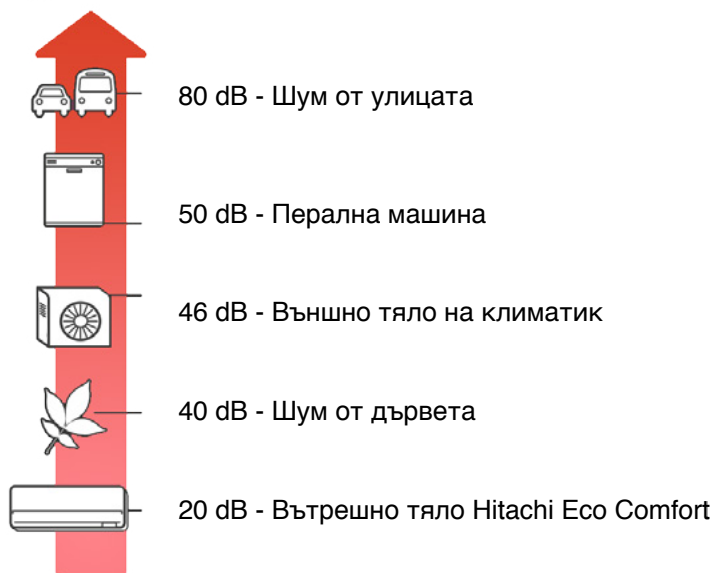 80 dB - Шум от улицата
50 dB - Перална машина
46 dB - Външно тяло на климатик
40 dB - Шум от дървета
20 dB - Вътрешно тяло Hitachi Eco Comfort